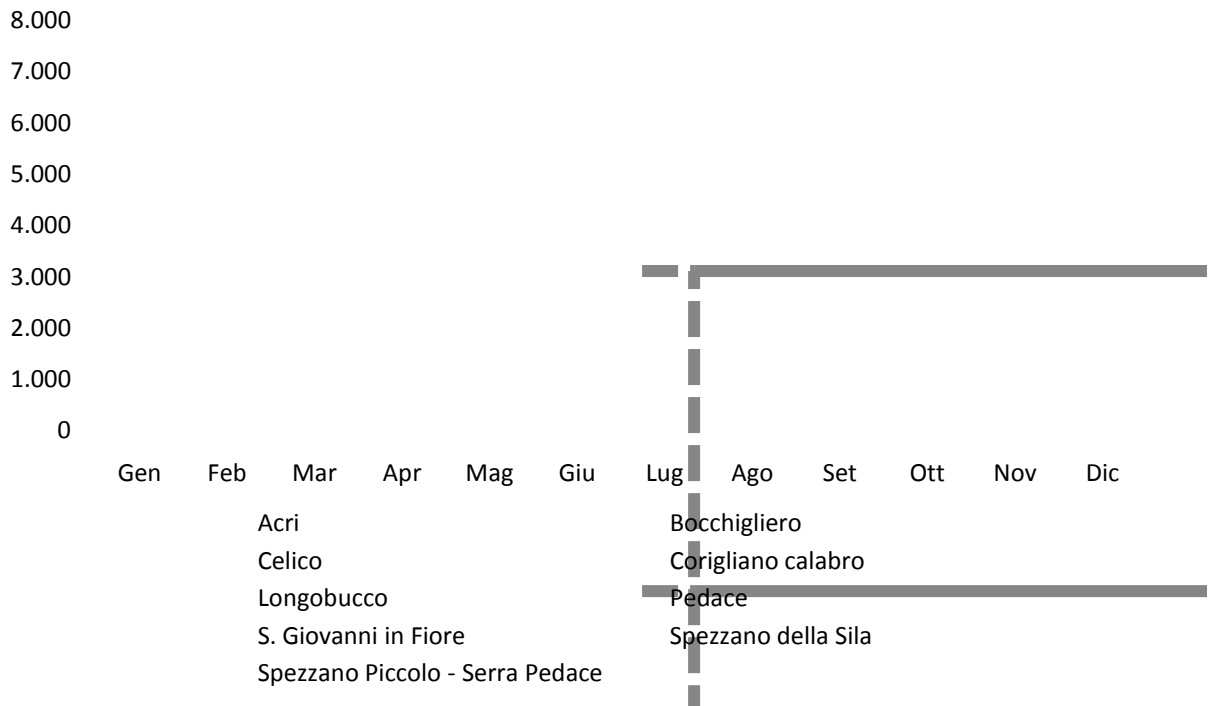 8.000
7.000
6.000
5.000
4.000
3.000
2.000
1.000
0
Gen Feb Mar Apr Mag Giu Lug Ago Set Ott Nov Dic
Acri Bocchigliero
Celico Corigliano calabro
Longobucco Pedace
S. Giovanni in Fiore Spezzano della Sila
Spezzano Piccolo - Serra Pedace